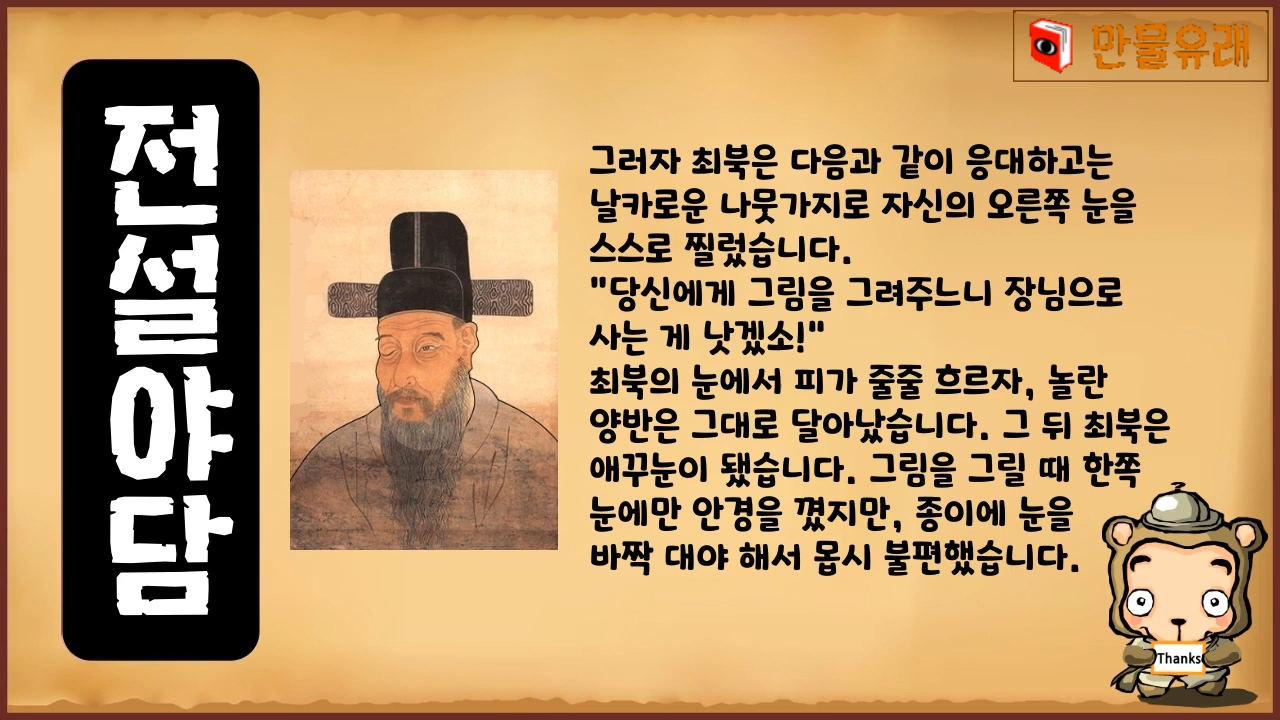 만물유래
전설야담
그러자 최북은 다음과 같이 응대하고는
날카로운 나뭇가지로 자신의 오른쪽 눈을
스스로 찔렀습니다.
"당신에게 그림을 그려주느니 장님으로
사는 게 낫겠소!"
최북의 눈에서 피가 줄줄 흐르자, 놀란
양반은 그대로 달아났습니다. 그 뒤 최북은
애꾸눈이 됐습니다. 그림을 그릴 때 한쪽
눈에만 안경을 꼈지만, 종이에 눈을
바짝 대야 해서 몹시 불편했습니다.
Thanks